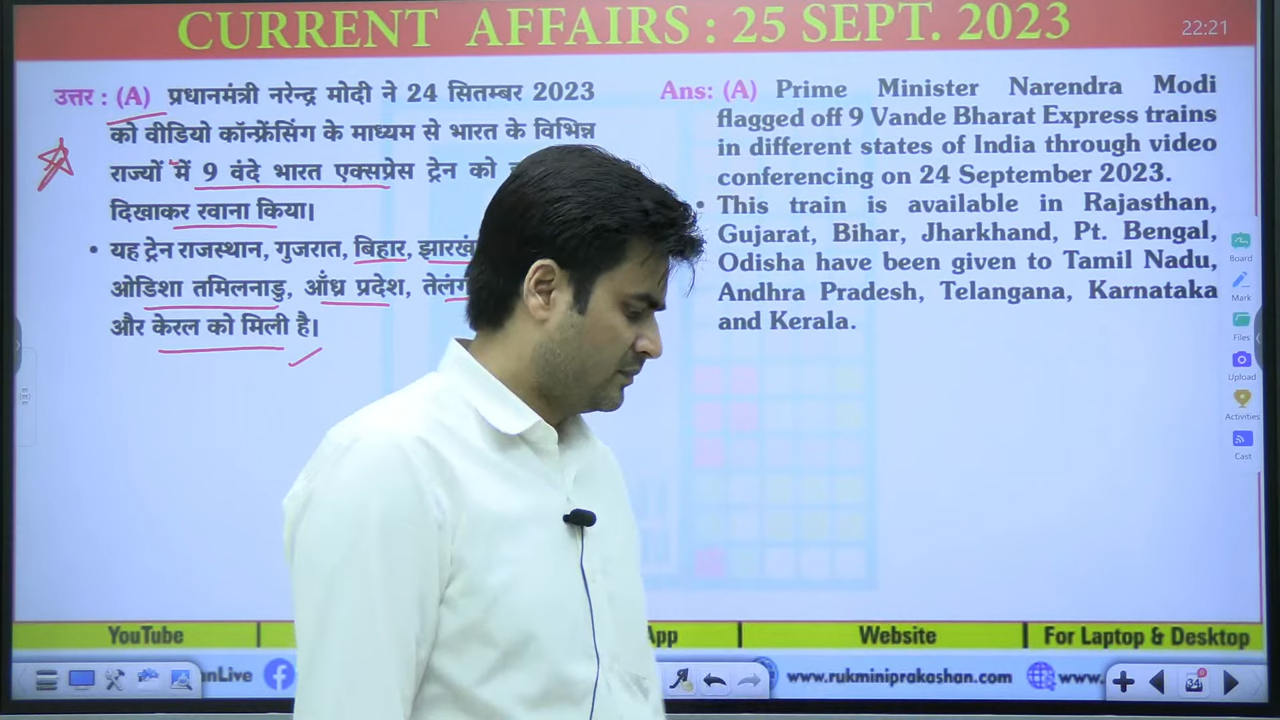 CURRENT AFFAIRS : 25 SEPT. 2023
22:21
उत्तर : (A) प्रधानमंत्री नरेन्द्र मोदी ने 24 सितम्बर 2023
को वीडियो कॉन्फ्रेंसिंग के माध्यम से भारत के विभिन्न
राज्यों में 9 वंदे भारत एक्सप्रेस ट्रेन को
दिखाकर रवाना किया।
• यह ट्रेन राजस्थान, गुजरात, बिहार,
ओडिशा तमिलनाडु, आँध्र प्रदेश,
और केरल को मिली है।
Ans: (A) Prime Minister Narendra Modi
flagged off 9 Vande Bharat Express trains
in different states of India through video
conferencing on 24 September 2023.
• This train is available in Rajasthan,
Gujarat, Bihar, Jharkhand, Pt. Bengal,
Odisha have been given to Tamil Nadu,
Andhra Pradesh, Telangana, Karnataka
and Kerala.
Board
Mark
Files
Upload
Activities
Cast
YouTube
App
Website
For Laptop & Desktop
nLive
www.rukminiprakashan.com
www.
34